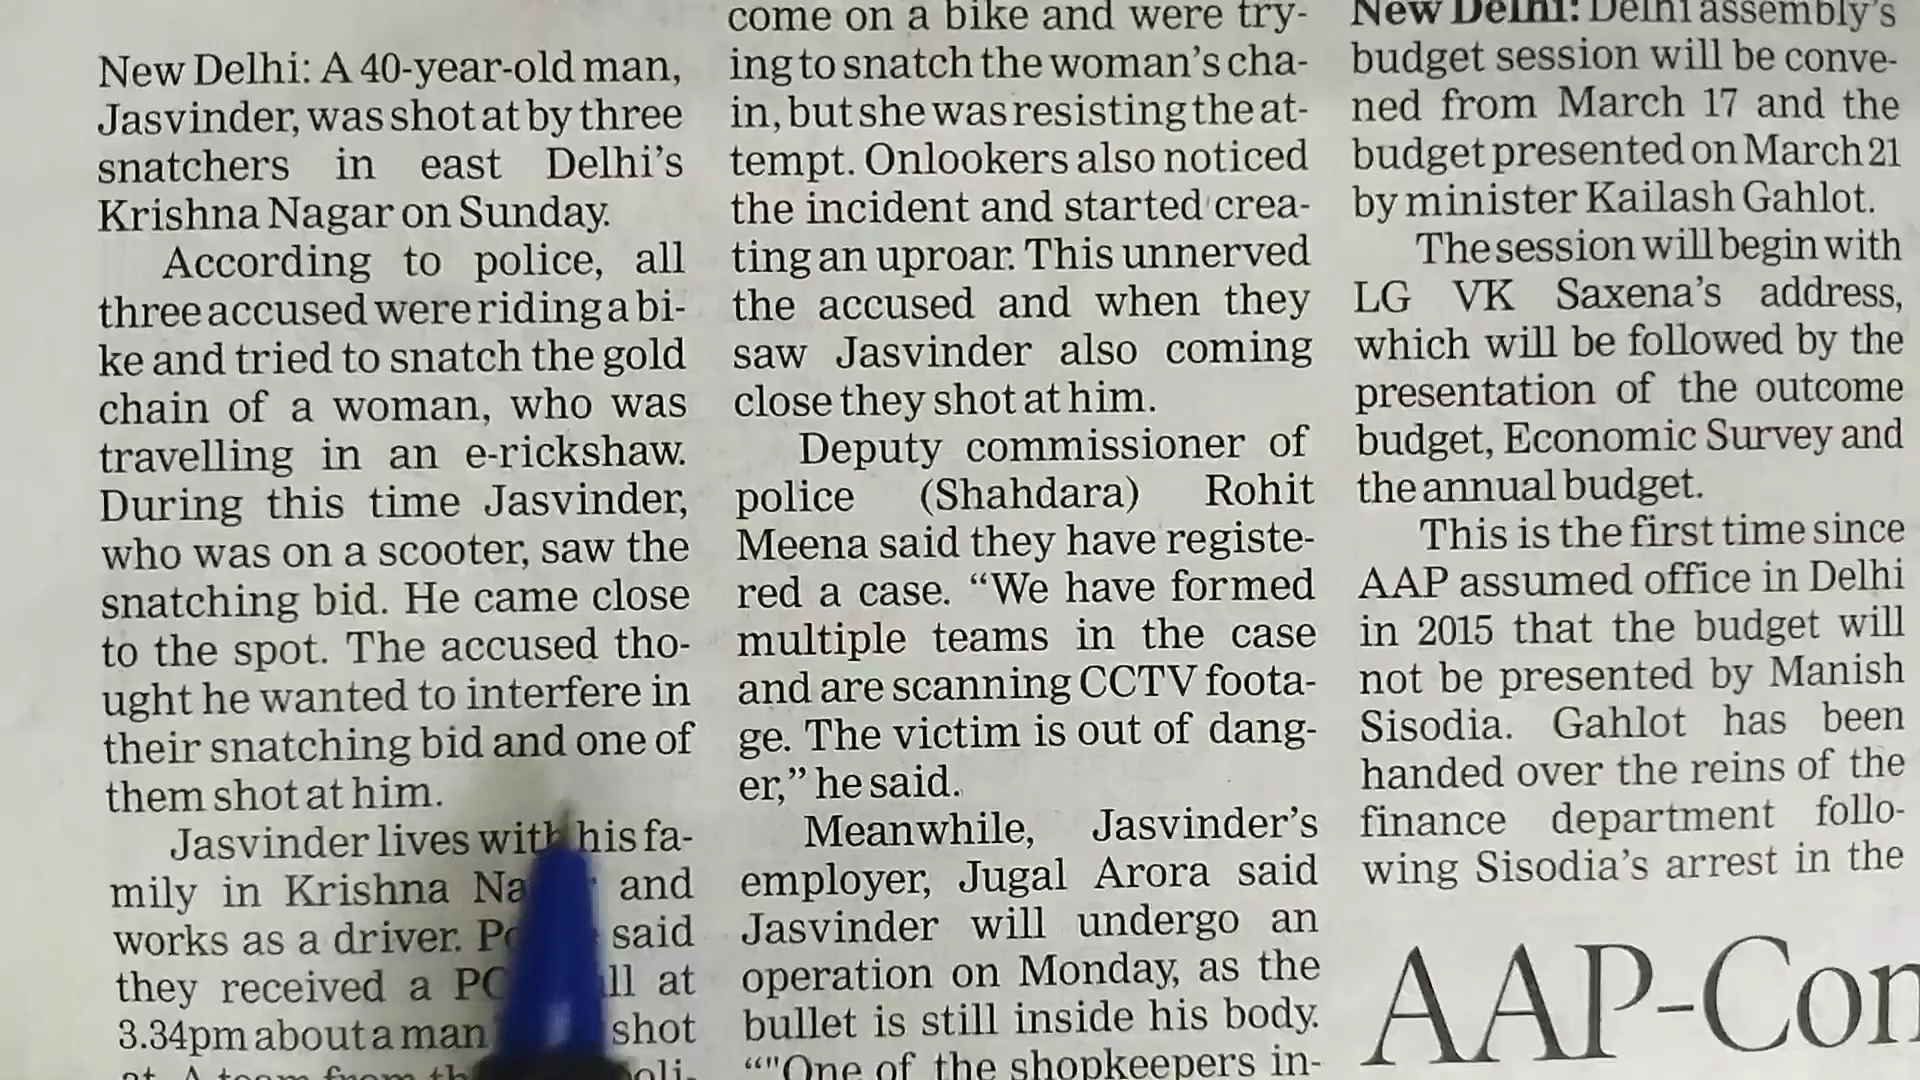 New Delhi: A 40-year-old man,
Jasvinder, was shot at by three
snatchers in east Delhi's
Krishna Nagar on Sunday.
According to police, all
three accused were riding a bi-
ke and tried to snatch the gold
chain of a woman, who was
travelling in an e-rickshaw.
During this time Jasvinder,
who was on a scooter, saw the
snatching bid. He came close
to the spot. The accused tho-
ught he wanted to interfere in
their snatching bid and one of
them shot at him.
Jasvinder lives with his fa-
mily in Krishna and
works as a driver. said
they received a at
3.34pm about a man shot
at. A team from
come on a bike and were try-
ing to snatch the woman's cha-
in, but she was resisting the at-
tempt. Onlookers also noticed
the incident and started crea-
ting an uproar. This unnerved
the accused and when they
saw Jasvinder also coming
close they shot at him.
Deputy commissioner of
police (Shahdara) Rohit
Meena said they have registe-
red a case. “We have formed
multiple teams in the case
and are scanning CCTV foota-
ge. The victim is out of dang-
er,” he said.
Meanwhile, Jasvinder's
employer, Jugal Arora said
Jasvinder will undergo an
operation on Monday, as the
bullet is still inside his body.
“"One of the shopkeepers in-
New Delhi: Delhi assembly's
budget session will be conve-
ned from March 17 and the
budget presented on March 21
by minister Kailash Gahlot.
The session will begin with
LG VK Saxena's address,
which will be followed by the
presentation of the outcome
budget, Economic Survey and
the annual budget.
This is the first time since
AAP assumed office in Delhi
in 2015 that the budget will
not be presented by Manish
Sisodia. Gahlot has been
handed over the reins of the
finance department follo-
wing Sisodia's arrest in the
AAP-Con